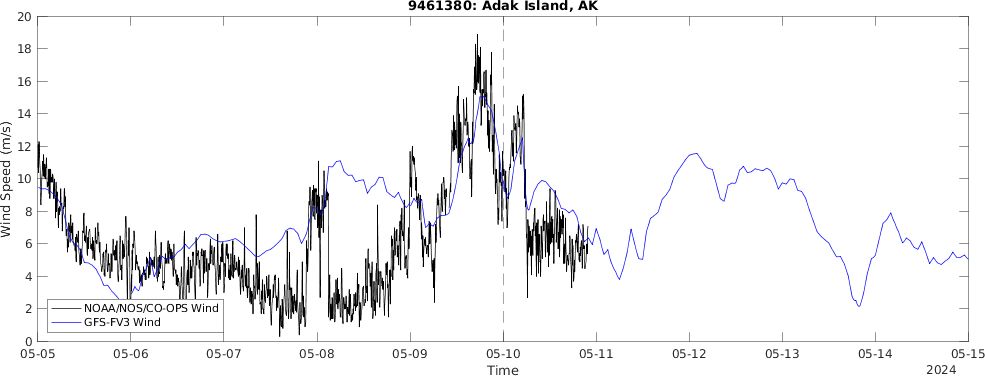 9461380: Adak Island, AK
20
18
16
14
12
10
8
6
4
2
0
Wind Speed (m/s)
NOAA/NOS/CO-OPS Wind
GFS-FV3 Wind
05-05 05-06 05-07 05-08 05-09 05-10 05-11 05-12 05-13 05-14 05-15
Time
2024